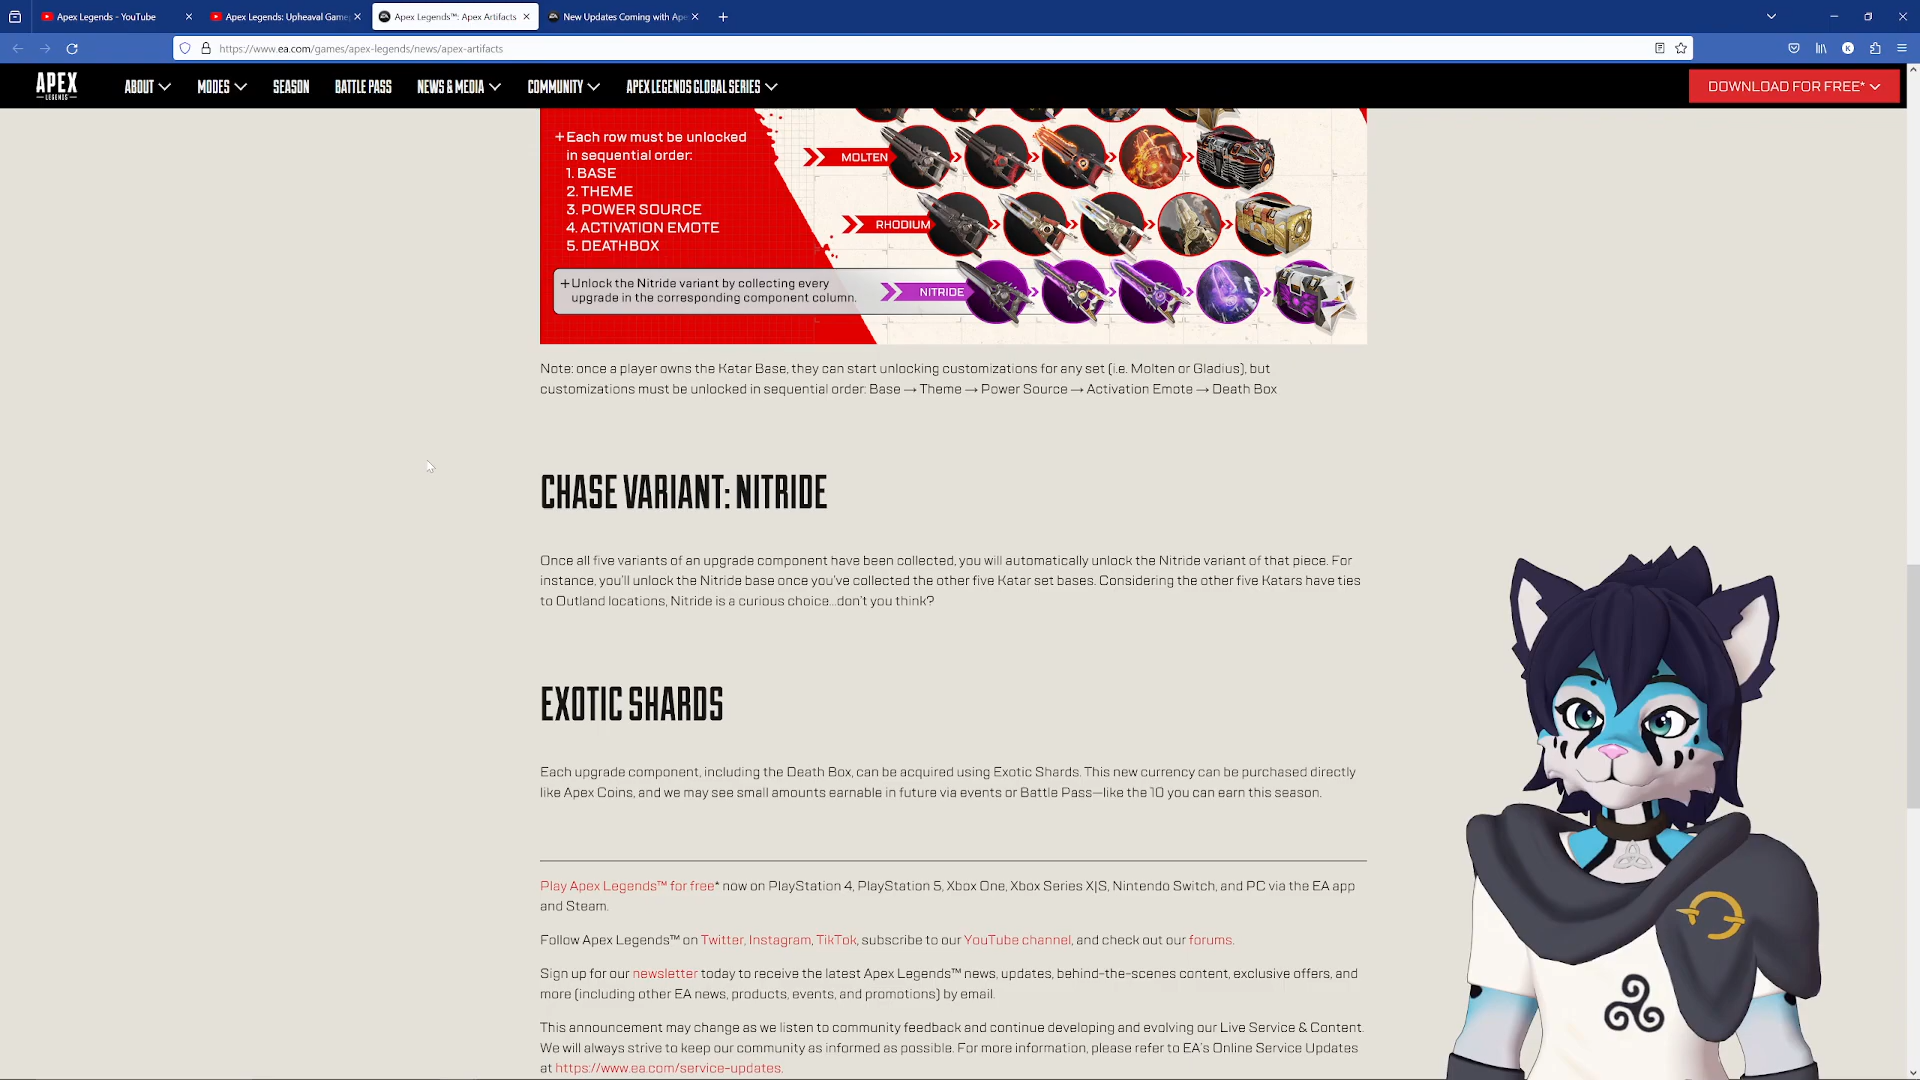 Apex Legends - YouTube
Apex Legends: Upheaval Game
Apex Legends™: Apex Artifacts
New Updates Coming with Ape
https://www.ea.com/games/apex-legends/news/apex-artifacts
APEX
LEGENDS
ABOUT
MODES
SEASON
BATTLE PASS
NEWS & MEDIA
COMMUNITY
APEX LEGENDS GLOBAL SERIES
DOWNLOAD FOR FREE*
+Each row must be unlocked
in sequential order:
1. BASE
2. THEME
3. POWER SOURCE
4. ACTIVATION EMOTE
5. DEATHBOX
MOLTEN
RHODIUM
+Unlock the Nitride variant by collecting every
upgrade in the corresponding component column.
NITRIDE
Note: once a player owns the Katar Base, they can start unlocking customizations for any set (i.e. Molten or Gladius), but
customizations must be unlocked in sequential order: Base → Theme → Power Source → Activation Emote → Death Box
CHASE VARIANT: NITRIDE
Once all five variants of an upgrade component have been collected, you will automatically unlock the Nitride variant of that piece. For
instance, you'll unlock the Nitride base once you've collected the other five Katar set bases. Considering the other five Katars have ties
to Outland locations, Nitride is a curious choice…don't you think?
EXOTIC SHARDS
Each upgrade component, including the Death Box, can be acquired using Exotic Shards. This new currency can be purchased directly
like Apex Coins, and we may see small amounts earnable in future via events or Battle Pass—like the 10 you can earn this season.
Play Apex Legends™ for free* now on PlayStation 4, PlayStation 5, Xbox One, Xbox Series X|S, Nintendo Switch, and PC via the EA app
and Steam.
Follow Apex Legends™ on Twitter, Instagram, TikTok, subscribe to our YouTube channel, and check out our forums.
Sign up for our newsletter today to receive the latest Apex Legends™ news, updates, behind-the-scenes content, exclusive offers, and
more (including other EA news, products, events, and promotions) by email.
This announcement may change as we listen to community feedback and continue developing and evolving our Live Service & Content.
We will always strive to keep our community as informed as possible. For more information, please refer to EA's Online Service Updates
at https://www.ea.com/service-updates.